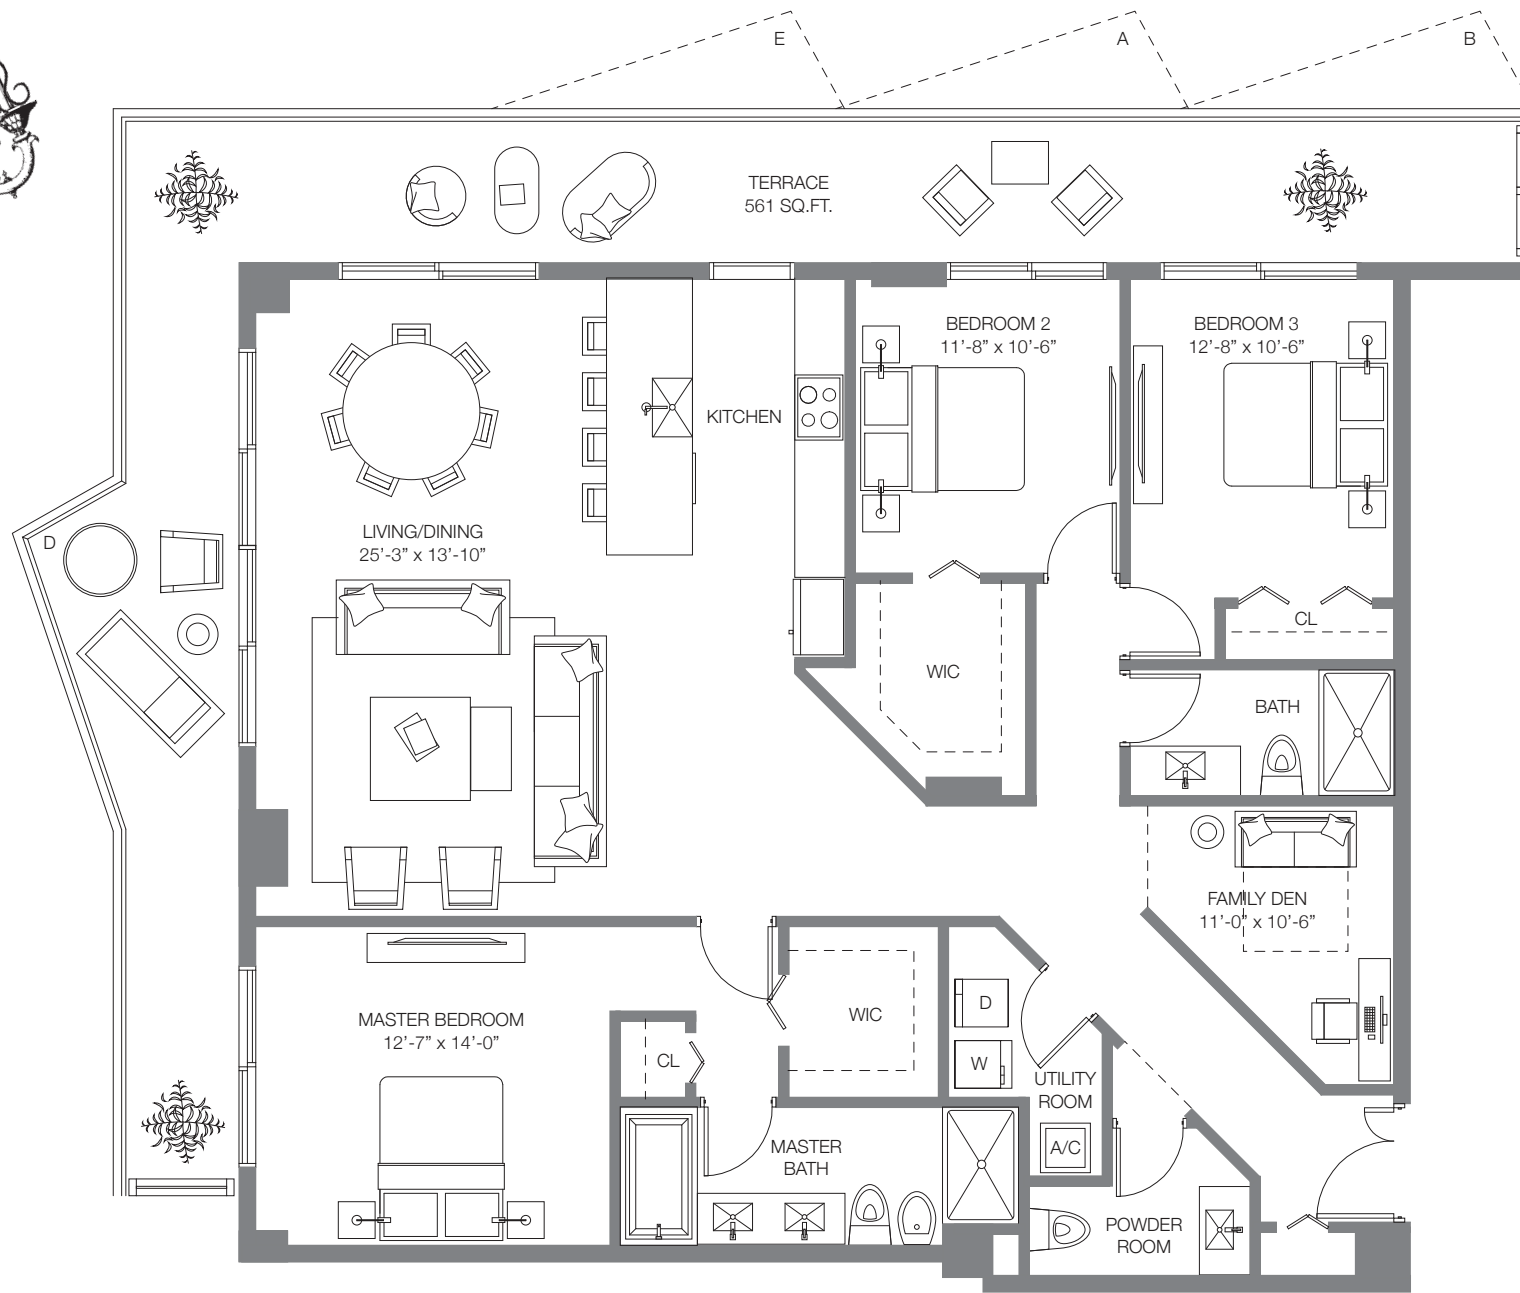 E
A
B
TERRACE
561 SQ.FT.
BEDROOM 2
11’-8” x 10’-6”
BEDROOM 3
12’-8” x 10’-6”
KITCHEN
LIVING/DINING
25’-3” x 13’-10”
D
CL
WIC
BATH
FAMILY DEN
11’-0” x 10’-6”
MASTER BEDROOM
12’-7” x 14’-0”
WIC
D
CL
W
UTILITY
ROOM
A/C
MASTER
BATH
POWDER
ROOM